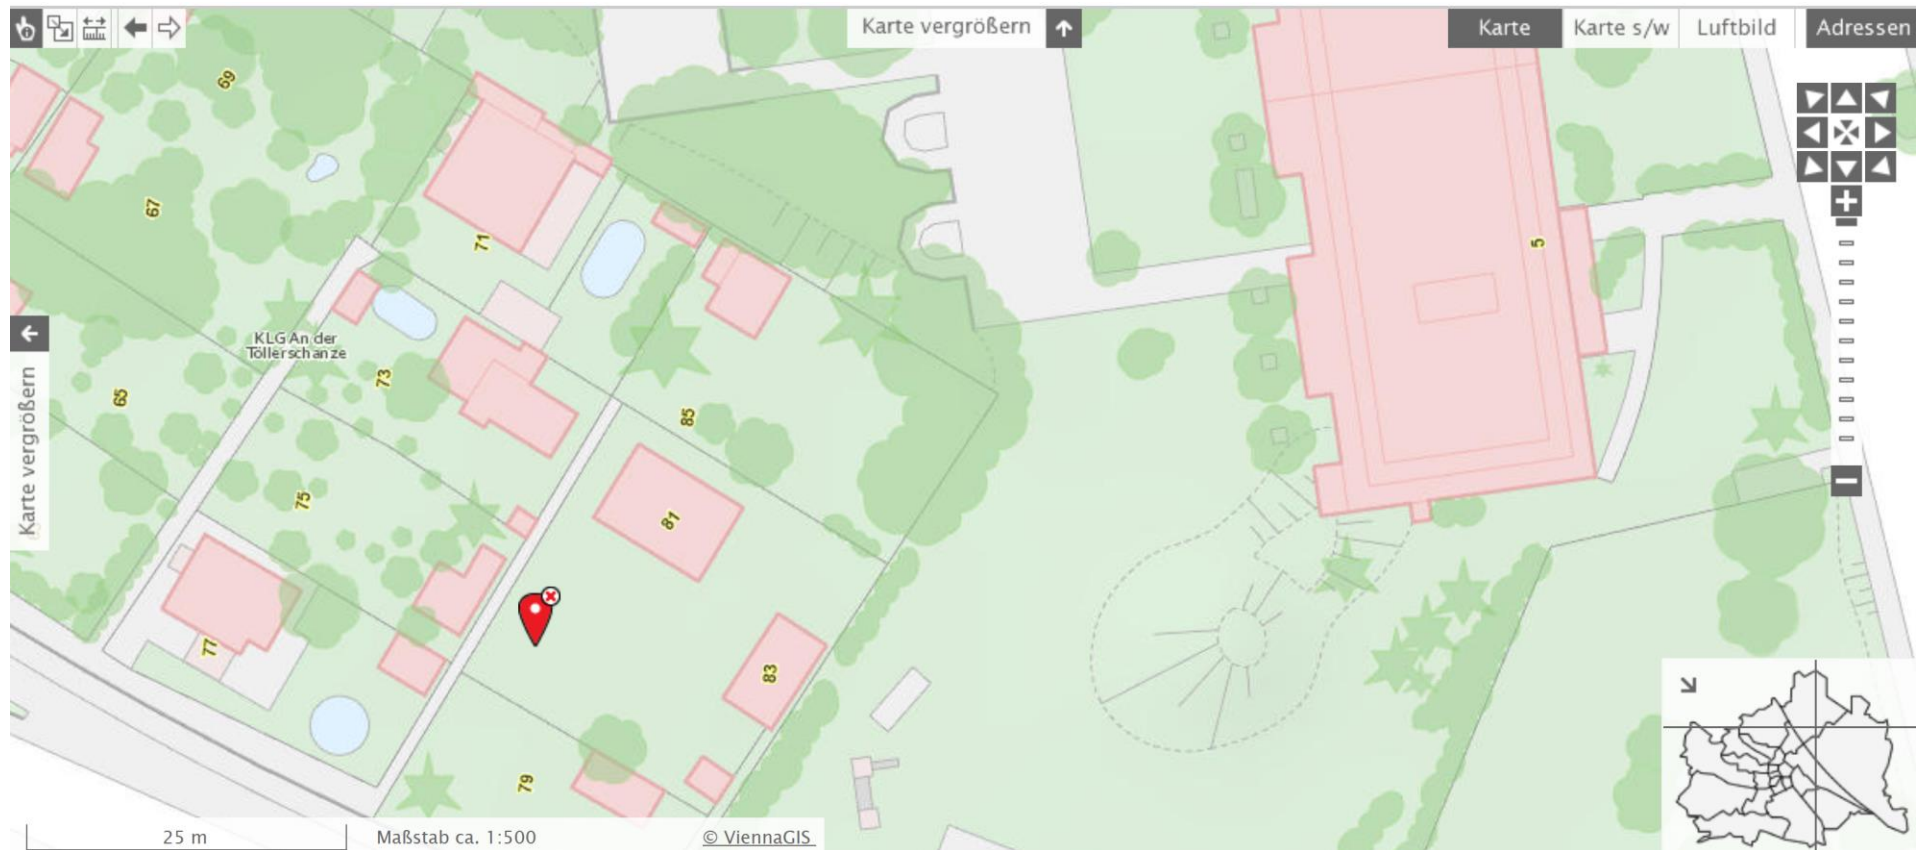 Karte vergrößern
Karte
Karte s/w
Luftbild
Adressen
69
67
71
5
KLG An der
Töllerschanze
73
65
85
Karte vergrößern
75
81
77
83
79
25 m
Maßstab ca. 1:500
© ViennaGIS